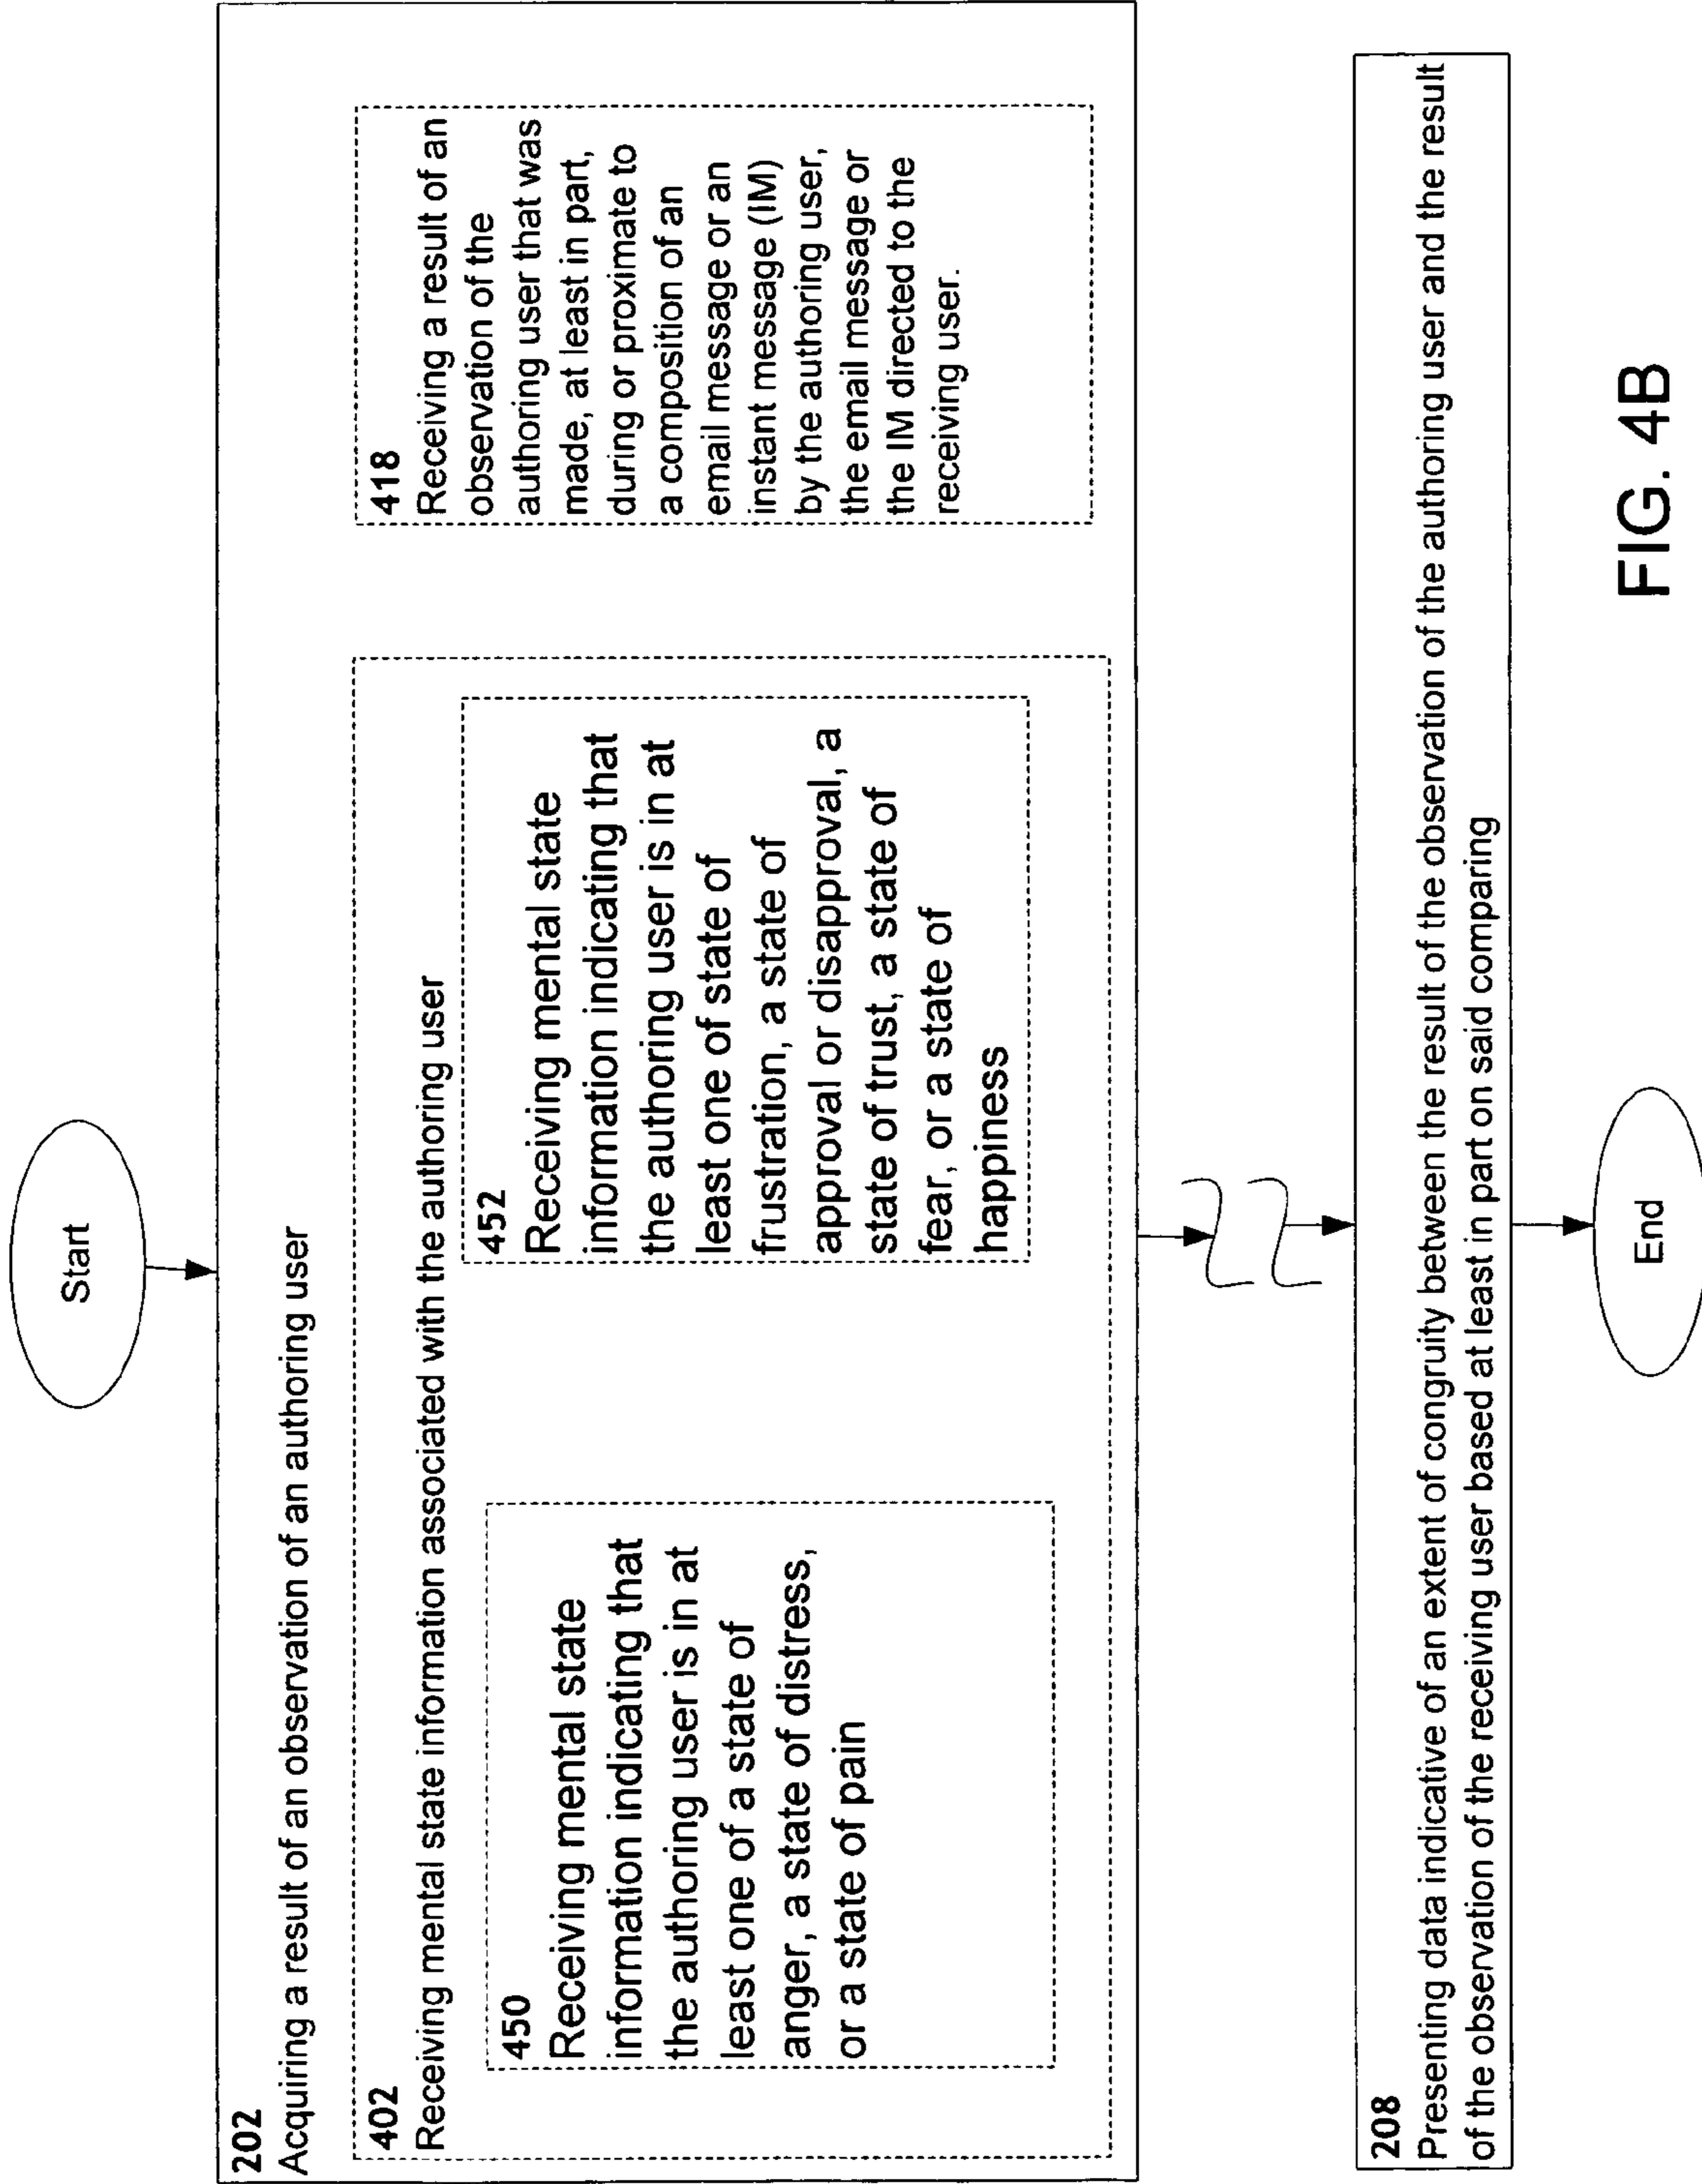 Start
202
Acquiring a result of an observation of an authoring user
402
Receiving mental state information associated with the authoring user
450
Receiving mental state
information indicating that
the authoring user is in at
least one of a state of
anger, a state of distress,
or a state of pain
452
Receiving mental state
information indicating that
the authoring user is in at
least one of state of
frustration, a state of
approval or disapproval, a
state of trust, a state of
fear, or a state of
happiness
418
Receiving a result of an
observation of the
authoring user that was
made, at least in part,
during or proximate to
a composition of an
email message or an
instant message (IM)
by the authoring user,
the email message or
the IM directed to the
receiving user.
208
Presenting data indicative of an extent of congruity between the result of the observation of the authoring user and the result
of the observation of the receiving user based at least in part on said comparing
End
FIG. 4B